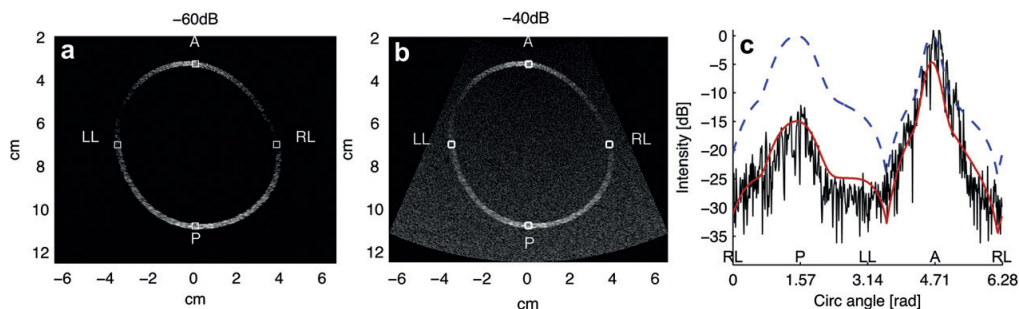 −60dB
a
A
LL
RL
P
2
4
6
8
10
12
cm
−6 −4 −2 0 2 4 6
cm
−40dB
b
A
LL
RL
P
2
4
6
8
10
12
cm
−6 −4 −2 0 2 4 6
cm
c
0
−5
−10
−15
−20
−25
−30
−35
Intensity [dB]
RL P LL A RL
0 1.57 3.14 4.71 6.28
Circ angle [rad]